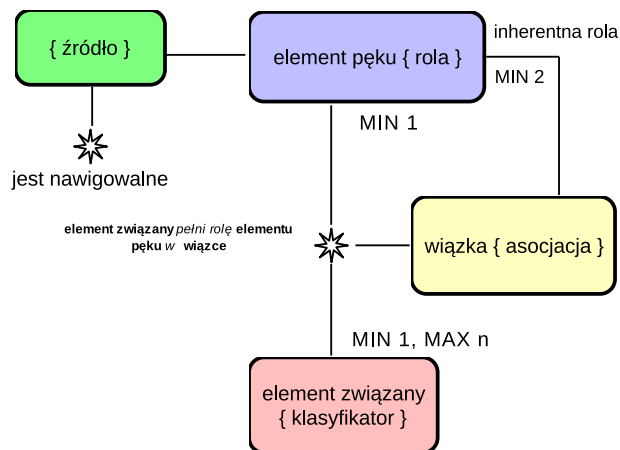 { źródło }
element pęku { rola }
inherentna rola
MIN 2
MIN 1
jest nawigowalne
element związany pełni rolę elementu
pęku w wiązce
wiązka { asocjacja }
MIN 1, MAX n
element związany
{ klasyfikator }